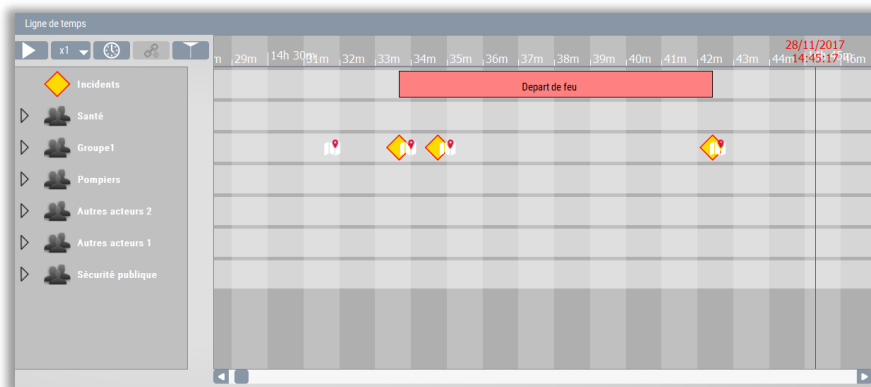 Ligne de temps
x1
28/11/2017
14:45:17
m 29m 14h 30m 31m 32m 33m 34m 35m 36m 37m 38m 39m 40m 41m 42m 43m 44m 46m
Incidents
Depart de feu
Santé
Groupe1
Pompiers
Autres acteurs 2
Autres acteurs 1
Sécurité publique